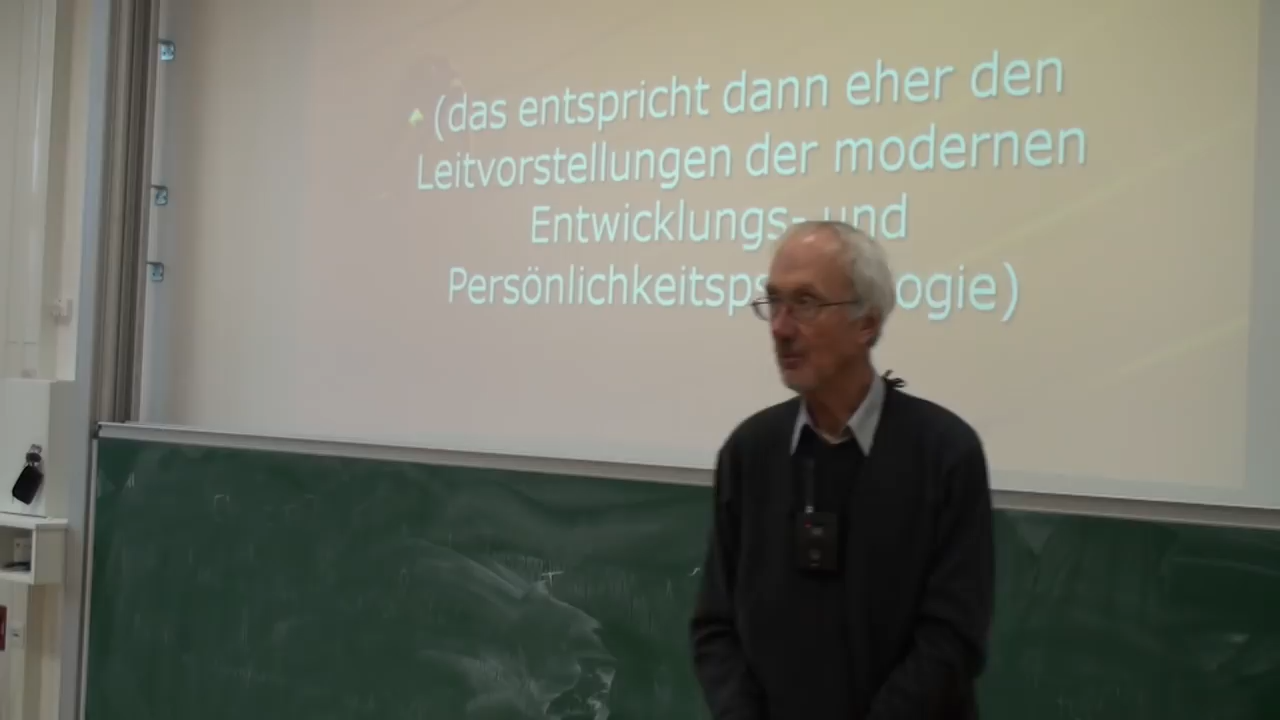 (das entspricht dann eher den
Leitvorstellungen der modernen
Entwicklungs- und